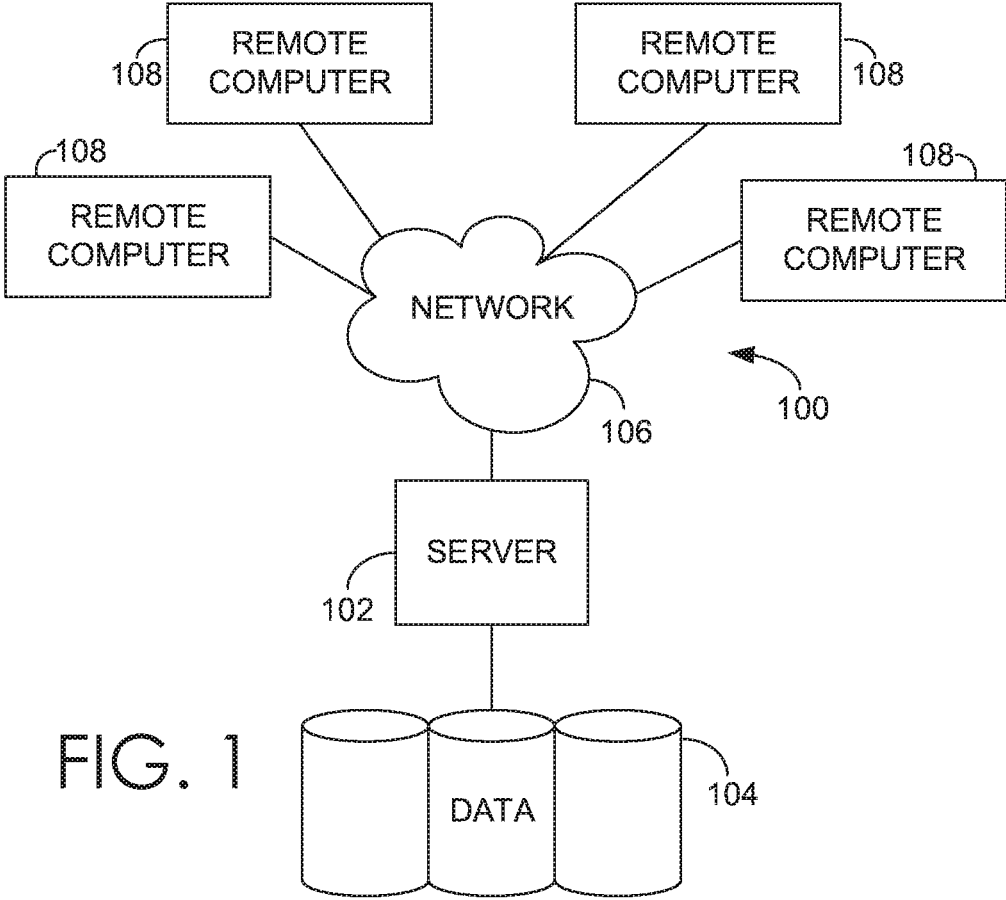 REMOTE
COMPUTER
108
REMOTE
COMPUTER
108
108
REMOTE
COMPUTER
108
REMOTE
COMPUTER
NETWORK
100
106
SERVER
102
FIG. 1
DATA
104